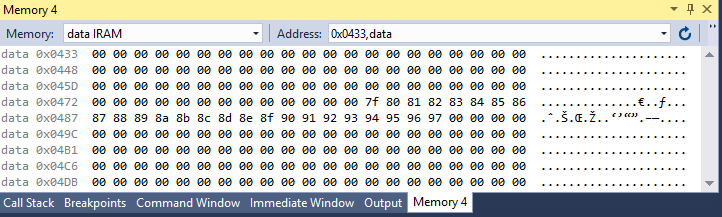 Memory 4
Memory: data IRAM Address: 0x0433,data
data 0x0433 00 00 00 00 00 00 00 00 00 00 00 00 00 00 00 00 00 00 00 00 00 .....................
data 0x0448 00 00 00 00 00 00 00 00 00 00 00 00 00 00 00 00 00 00 00 00 00 .....................
data 0x045D 00 00 00 00 00 00 00 00 00 00 00 00 00 00 00 00 00 00 00 00 00 .....................
data 0x0472 00 00 00 00 00 00 00 00 00 00 00 00 00 7f 80 81 82 83 84 85 86 ..............€..ƒ...
data 0x0487 87 88 89 8a 8b 8c 8d 8e 8f 90 91 92 93 94 95 96 97 00 00 00 00 .ˆ.Š.Œ.Ž..‘’“”.–—....
data 0x049C 00 00 00 00 00 00 00 00 00 00 00 00 00 00 00 00 00 00 00 00 00 .....................
data 0x04B1 00 00 00 00 00 00 00 00 00 00 00 00 00 00 00 00 00 00 00 00 00 .....................
data 0x04C6 00 00 00 00 00 00 00 00 00 00 00 00 00 00 00 00 00 00 00 00 00 .....................
data 0x04DB 00 00 00 00 00 00 00 00 00 00 00 00 00 00 00 00 00 00 00 00 00 .....................
Call Stack Breakpoints Command Window Immediate Window Output Memory 4